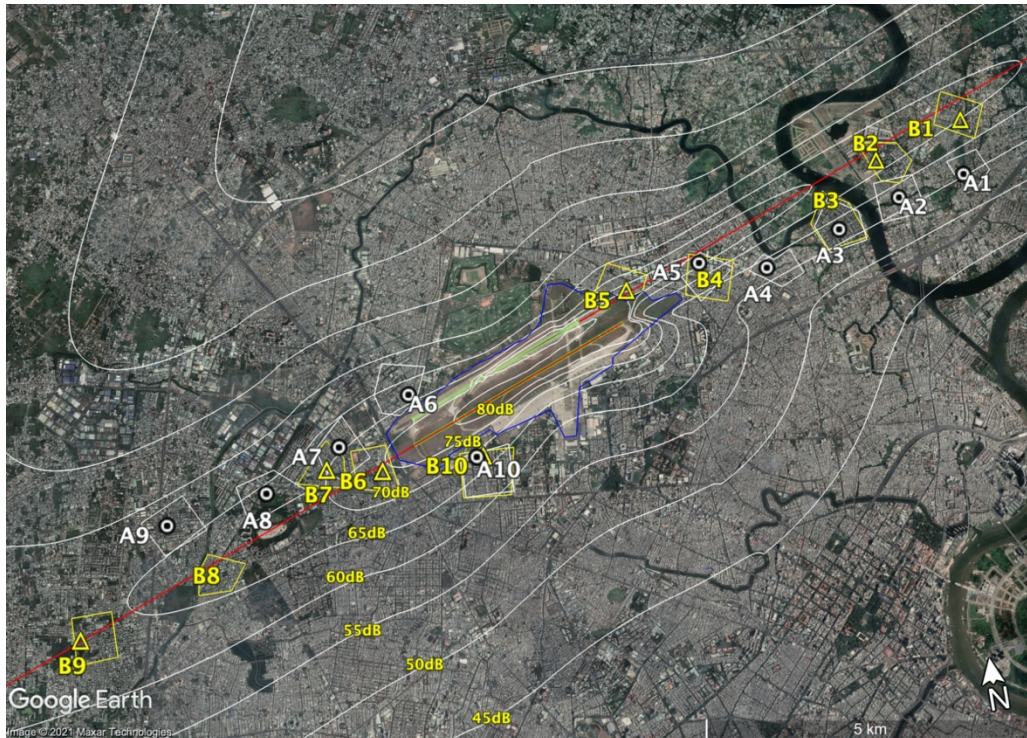 B1
B2
A1
A2
B3
A3
A5
B4
A4
B5
A6
80dB
75dB
A7
B6
B10
A10
B7
70dB
A8
A9
65dB
B8
60dB
55dB
B9
50dB
45dB
Google Earth
5 km
N
Image © 2021 Maxar Technologies